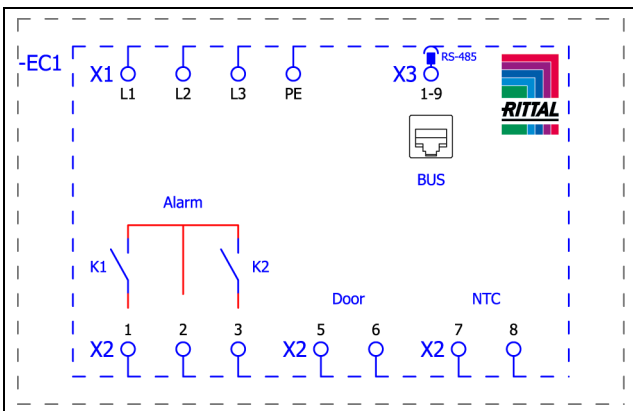 -EC1
X1
L1
L2
L3
PE
X3
RS-485
1-9
RITTAL
BUS
Alarm
K1
K2
Door
NTC
X2
1
2
3
X2
5
6
X2
7
8